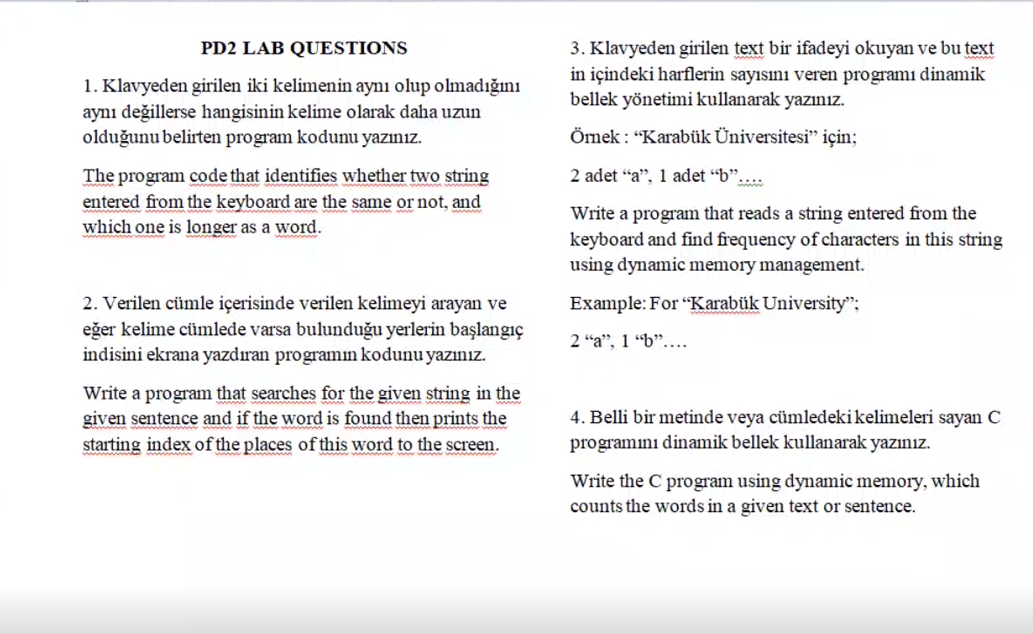 PD2 LAB QUESTIONS
1. Klavyeden girilen iki kelimenin aynı olup olmadığını
aynı değillerse hangisinin kelime olarak daha uzun
olduğunu belirten program kodunu yazınız.
The program code that identifies whether two string
entered from the keyboard are the same or not, and
which one is longer as a word.
2. Verilen cümle içerisinde verilen kelimeyi arayan ve
eğer kelime cümlede varsa bulunduğu yerlerin başlangıç
indisini ekrana yazdıran programın kodunu yazınız.
Write a program that searches for the given string in the
given sentence and if the word is found then prints the
starting index of the places of this word to the screen.
3. Klavyeden girilen text bir ifadeyi okuyan ve bu text
in içindeki harflerin sayısını veren programı dinamik
bellek yönetimi kullanarak yazınız.
Örnek : “Karabük Üniversitesi” için;
2 adet “a”, 1 adet “b”....
Write a program that reads a string entered from the
keyboard and find frequency of characters in this string
using dynamic memory management.
Example: For “Karabük University”;
2 “a”, 1 “b”....
4. Belli bir metinde veya cümledeki kelimeleri sayan C
programını dinamik bellek kullanarak yazınız.
Write the C program using dynamic memory, which
counts the words in a given text or sentence.